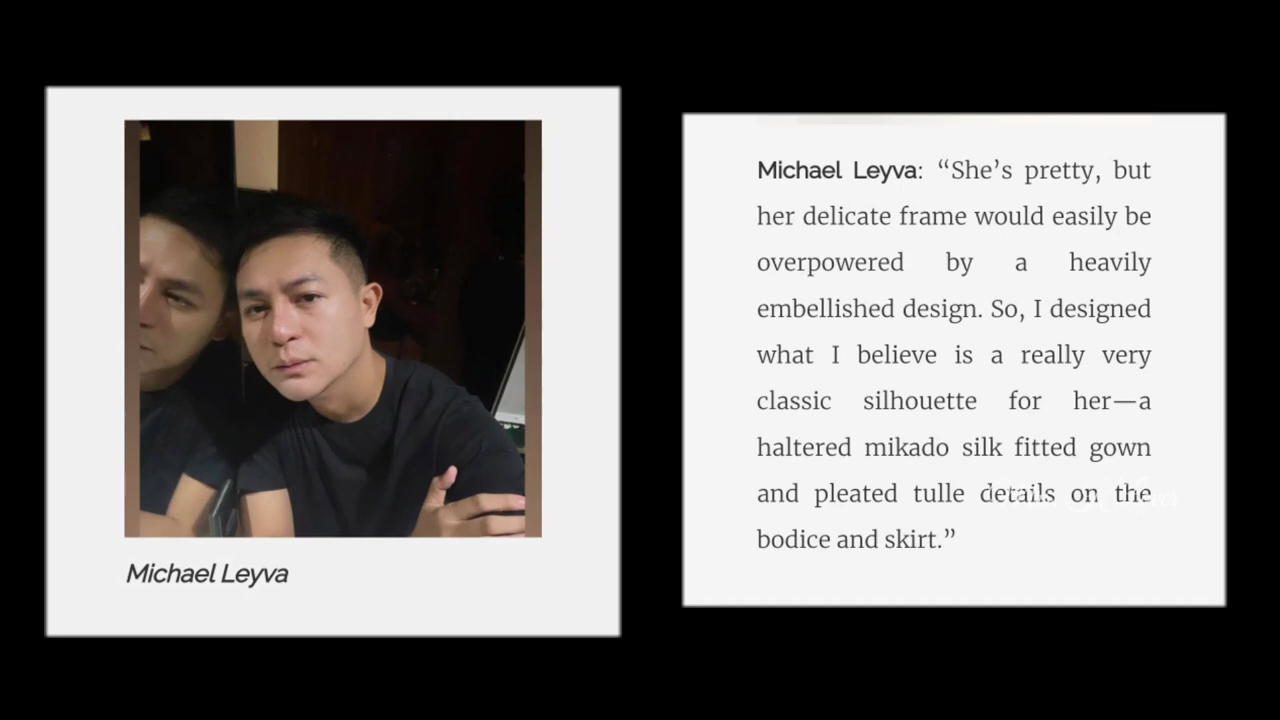 Michael Leyva
Michael Leyva: “She’s pretty, but
her delicate frame would easily be
overpowered by a heavily
embellished design. So, I designed
what I believe is a really very
classic silhouette for her—a
haltered mikado silk fitted gown
and pleated tulle details on the
bodice and skirt.”